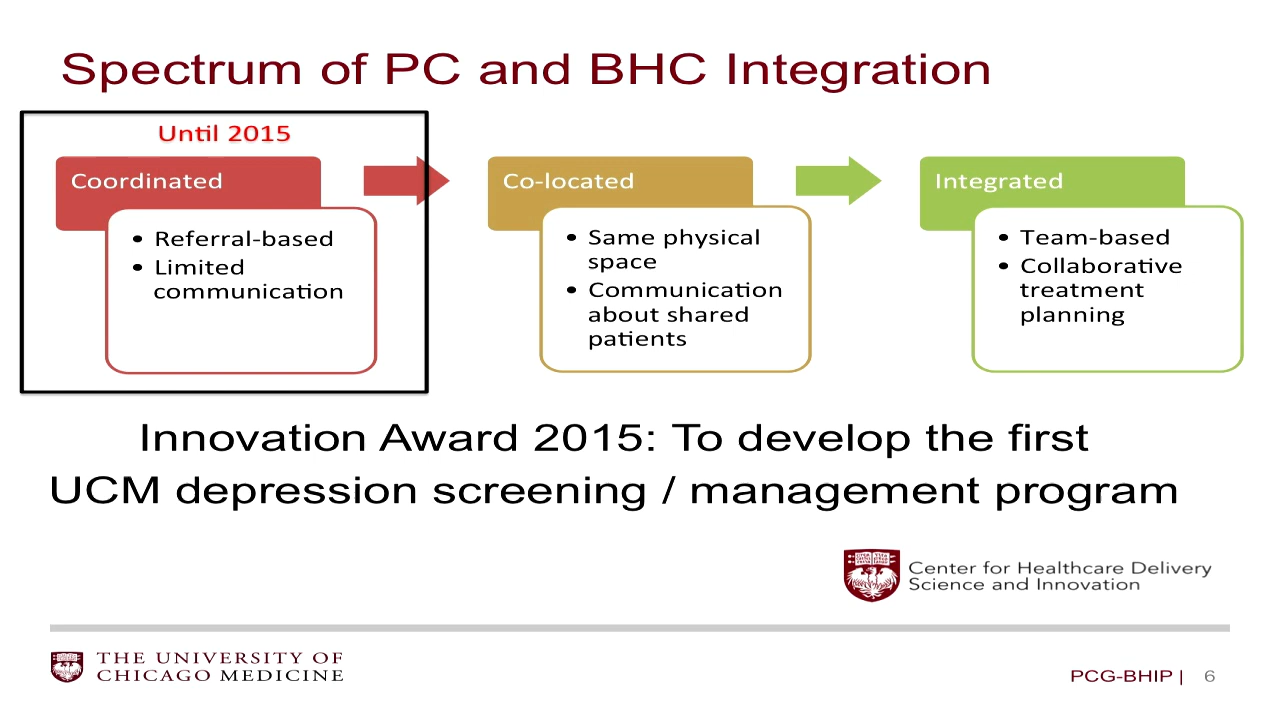 Spectrum of PC and BHC Integration
Until 2015
Coordinated
• Referral-based
• Limited
communication
Co-located
• Same physical
space
• Communication
about shared
patients
Integrated
• Team-based
• Collaborative
treatment
planning
Innovation Award 2015: To develop the first
UCM depression screening / management program
Center for Healthcare Delivery
Science and Innovation
THE UNIVERSITY OF
CHICAGO MEDICINE
PCG-BHIP | 6